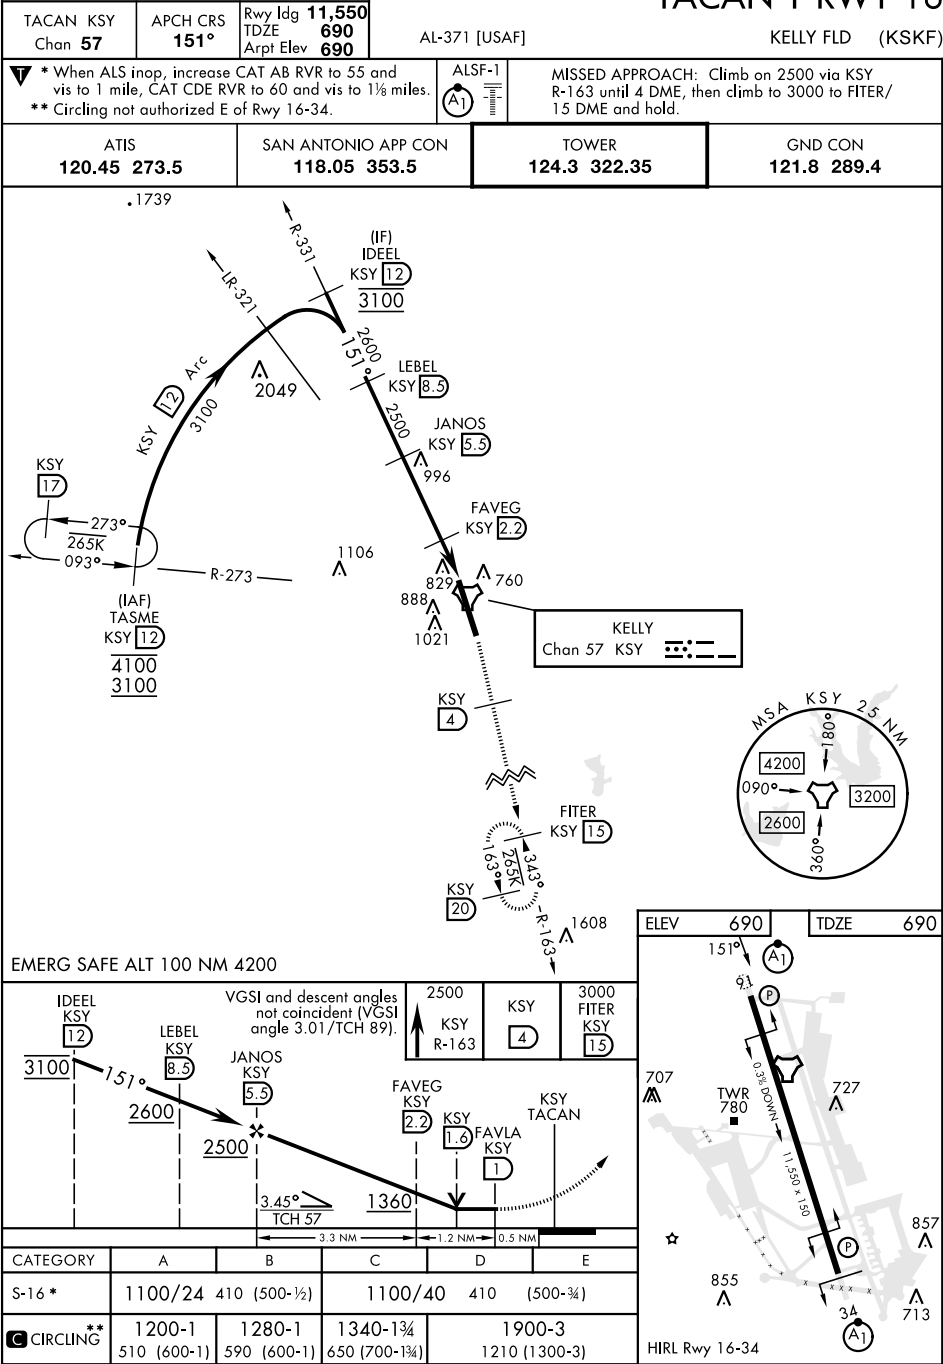 TACAN Y RWY 16
TACAN KSY
Chan 57
APCH CRS
151°
Rwy ldg 11,550
TDZE 690
Arpt Elev 690
AL-371 [USAF]
KELLY FLD (KSKF)
T * When ALS inop, increase CAT AB RVR to 55 and
vis to 1 mile, CAT CDE RVR to 60 and vis to 1⅛ miles.
** Circling not authorized E of Rwy 16-34.
ALSF-1
A1
MISSED APPROACH: Climb on 2500 via KSY
R-163 until 4 DME, then climb to 3000 to FITER/
15 DME and hold.
ATIS
120.45 273.5
SAN ANTONIO APP CON
118.05 353.5
TOWER
124.3 322.35
GND CON
121.8 289.4
.1739
R-331
LR-321
(IF)
IDEEL
KSY 12
3100
KSY 12 Arc
3100
2049
2600
151°
LEBEL
KSY 8.5
2500
JANOS
KSY 5.5
996
KSY
17
273°
265K
093°
R-273
1106
FAVEG
KSY 2.2
829
760
888
1021
(IAF)
TASME
KSY 12
4100
3100
KELLY
Chan 57 KSY
KSY
4
MSA KSY 25 NM
180°
4200
090°
3200
2600
360°
FITER
KSY 15
163°
265K
343°
KSY
20
R-163
1608
EMERG SAFE ALT 100 NM 4200
ELEV 690
TDZE 690
151°
A1
91
P
0.3% DOWN
707
TWR
780
727
11,550 x 150
P
857
855
34
713
A1
HIRL Rwy 16-34
VGSI and descent angles
not coincident (VGSI
angle 3.01/TCH 89).
2500
KSY
R-163
KSY
4
3000
FITER
KSY
15
IDEEL
KSY
12
3100
151°
LEBEL
KSY
8.5
2600
JANOS
KSY
5.5
2500
FAVEG
KSY
2.2
1360
KSY
1.6
FAVLA
KSY
1
KSY
TACAN
3.45°
TCH 57
3.3 NM
1.2 NM
0.5 NM
CATEGORY A B C D E
S-16 * 1100/24 410 (500-½) 1100/40 410 (500-¾)
C CIRCLING ** 1200-1 1280-1 1340-1¾ 1900-3
510 (600-1) 590 (600-1) 650 (700-1¾) 1210 (1300-3)